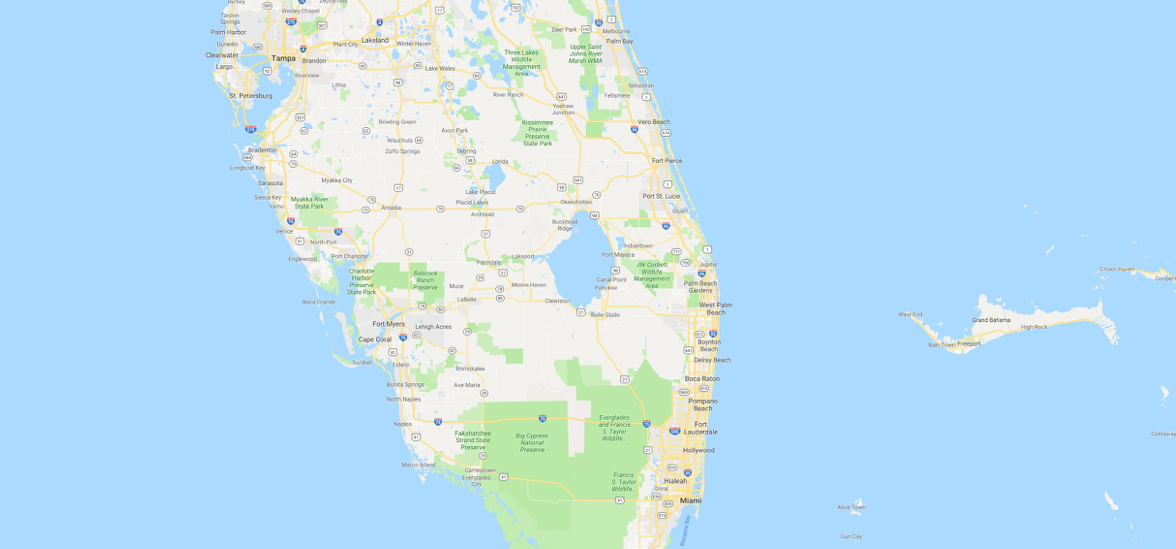 Richey
Wesley Chapel
Zephyrhills
Tarpon
Springs
Palm Harbor
Dunedin
Clearwater
Largo
Tampa
Plant City
Brandon
Riverview
Lakeland
Winter Haven
Lake Wales
Lithia
St. Petersburg
Deer Park
Melbourne
Palm Bay
Three Lakes
Wildlife
Management
Area
Upper Saint
Johns River
Marsh WMA
River Ranch
Yeehaw
Junction
Sebastian
Fellsmere
Vero Beach
Kissimmee
Prairie
Preserve
State Park
Bowling Green
Wauchula
Zolfo Springs
Avon Park
Sebring
Lorida
Bradenton
Longboat Key
Sarasota
Siesta Key
Myakka City
Myakka River
State Park
Venice
North Port
Englewood
Port Charlotte
Arcadia
Lake Placid
Placid Lakes
Archbold
Okeechobee
Buckhead
Ridge
Fort Pierce
Port St. Lucie
Stuart
Indiantown
Port Mayaca
Lakeport
Palmdale
Moore Haven
Clewiston
Canal Point
Pahokee
Belle Glade
JW Corbett
Wildlife
Management
Area
Jupiter
Palm Beach
Gardens
West Palm
Beach
Boynton
Beach
Delray Beach
Boca Raton
Pompano
Beach
Fort
Lauderdale
Hollywood
Hialeah
Doral
Miami
Biscayne Bay
Charlotte
Harbor
Preserve
State Park
Babcock
Ranch
Preserve
Muce
LaBelle
Boca Grande
Fort Myers
Lehigh Acres
Cape Coral
Sanibel
Estero
Immokalee
Bonita Springs
Ave Maria
North Naples
Naples
Marco Island
Fakahatchee
Strand State
Preserve
Big Cypress
National
Preserve
Everglades
and Francis
S. Taylor
Wildlife...
Francis
S. Taylor
Wildlife...
Carnestown
Everglades
City
Crown Haven
Coopers
West End
Grand Bahama
High Rock
Freeport
Castaway
Alice Town
Gun Cay